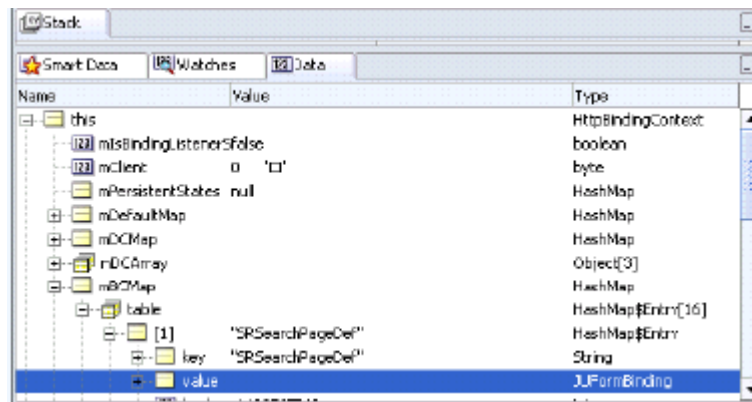 Stack
Smart Data Watches Data
Name Value Type
this HttpBindingContext
mIsBindingListenerSfalse boolean
mClient 0 '□' byte
mPersistentStates null HashMap
mDefaultMap HashMap
mDCMap HashMap
mDCArray Object[3]
mBCMap HashMap
table HashMap$Entry[16]
[1] "SRSearchPageDef" HashMap$Entry
key "SRSearchPageDef" String
value JUFormBinding